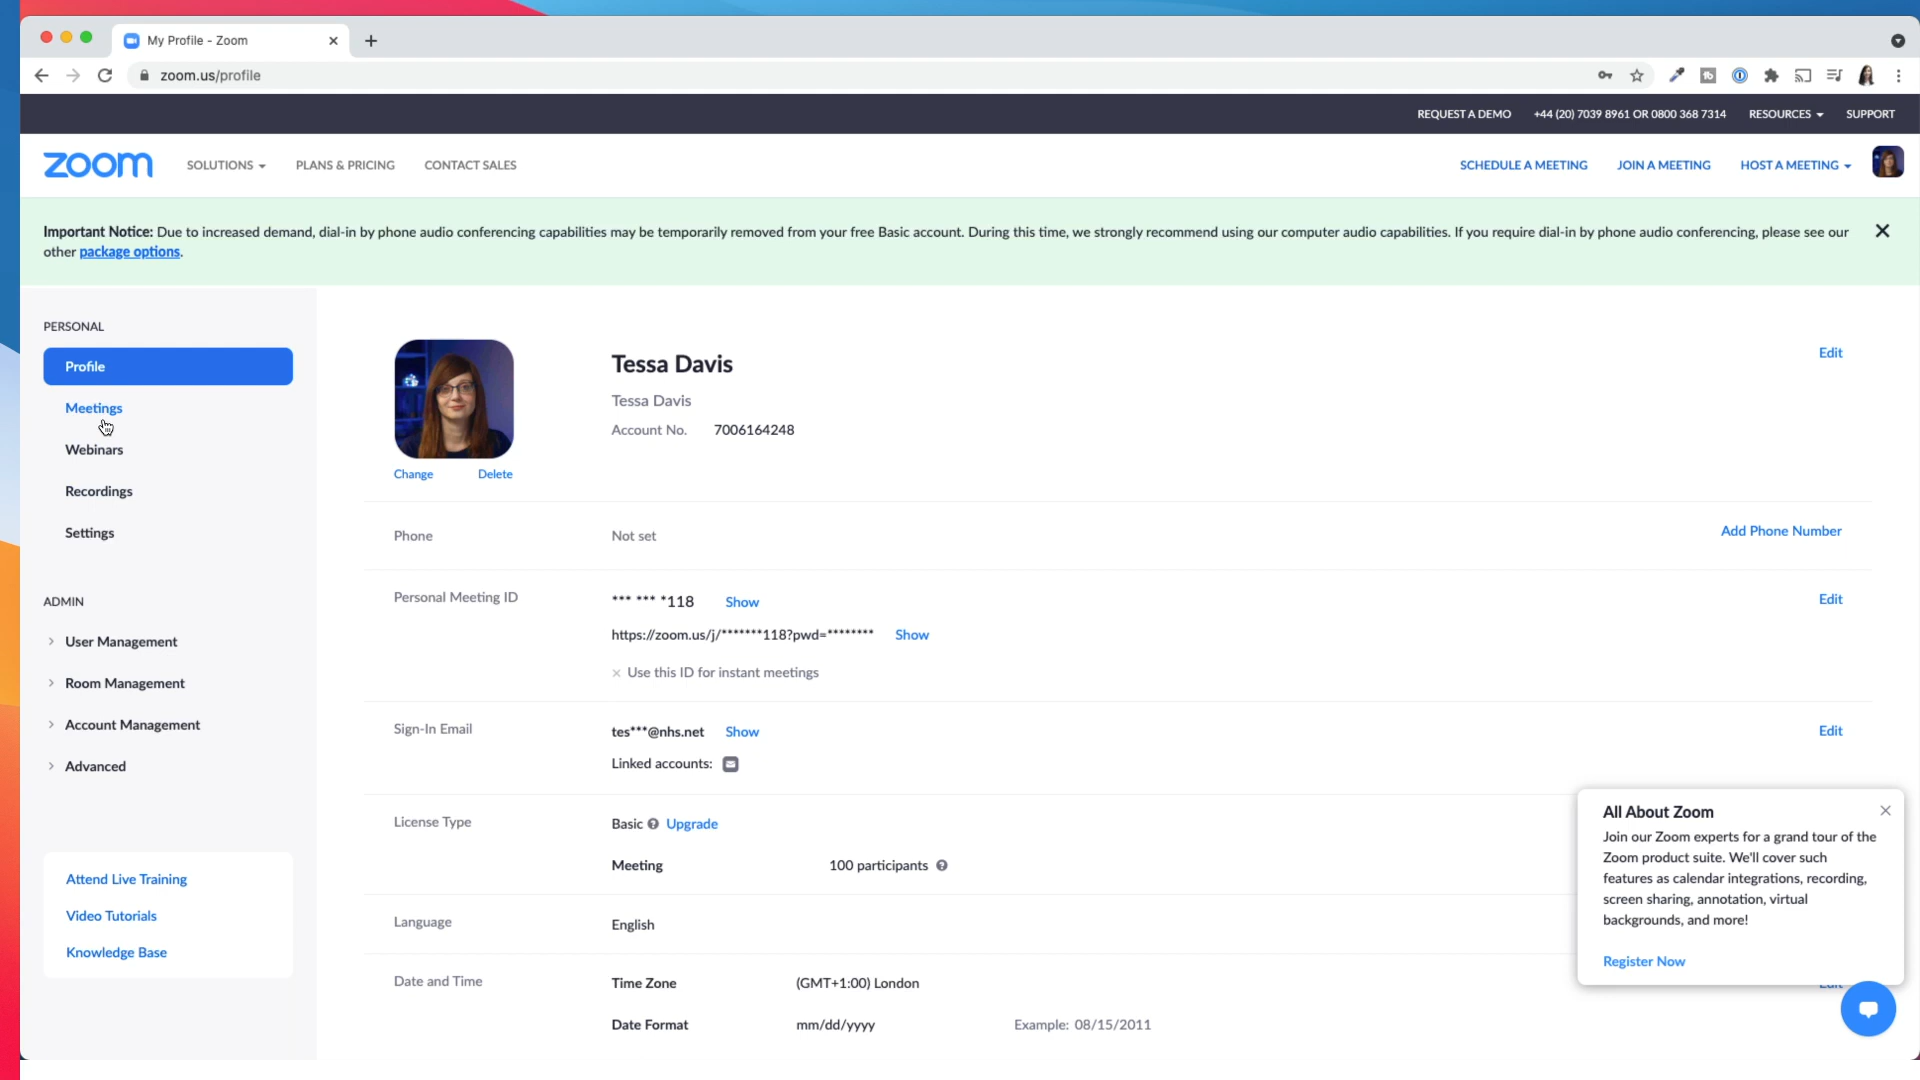 My Profile - Zoom
zoom.us/profile
REQUEST A DEMO +44 (20) 7039 8961 OR 0800 368 7314 RESOURCES SUPPORT
zoom SOLUTIONS PLANS & PRICING CONTACT SALES SCHEDULE A MEETING JOIN A MEETING HOST A MEETING
Important Notice: Due to increased demand, dial-in by phone audio conferencing capabilities may be temporarily removed from your free Basic account. During this time, we strongly recommend using our computer audio capabilities. If you require dial-in by phone audio conferencing, please see our
other package options.
PERSONAL
Profile
Meetings
Webinars
Recordings
Settings
ADMIN
User Management
Room Management
Account Management
Advanced
Attend Live Training
Video Tutorials
Knowledge Base
Tessa Davis Edit
Tessa Davis
Account No. 7006164248
Change Delete
Phone Not set Add Phone Number
Personal Meeting ID *** *** *118 Show Edit
https://zoom.us/j/*******118?pwd=******** Show
× Use this ID for instant meetings
Sign-In Email tes***@nhs.net Show Edit
Linked accounts:
License Type Basic Upgrade
Meeting 100 participants
Language English
Date and Time Time Zone (GMT+1:00) London Edit
Date Format mm/dd/yyyy Example: 08/15/2011
All About Zoom
Join our Zoom experts for a grand tour of the
Zoom product suite. We'll cover such
features as calendar integrations, recording,
screen sharing, annotation, virtual
backgrounds, and more!
Register Now